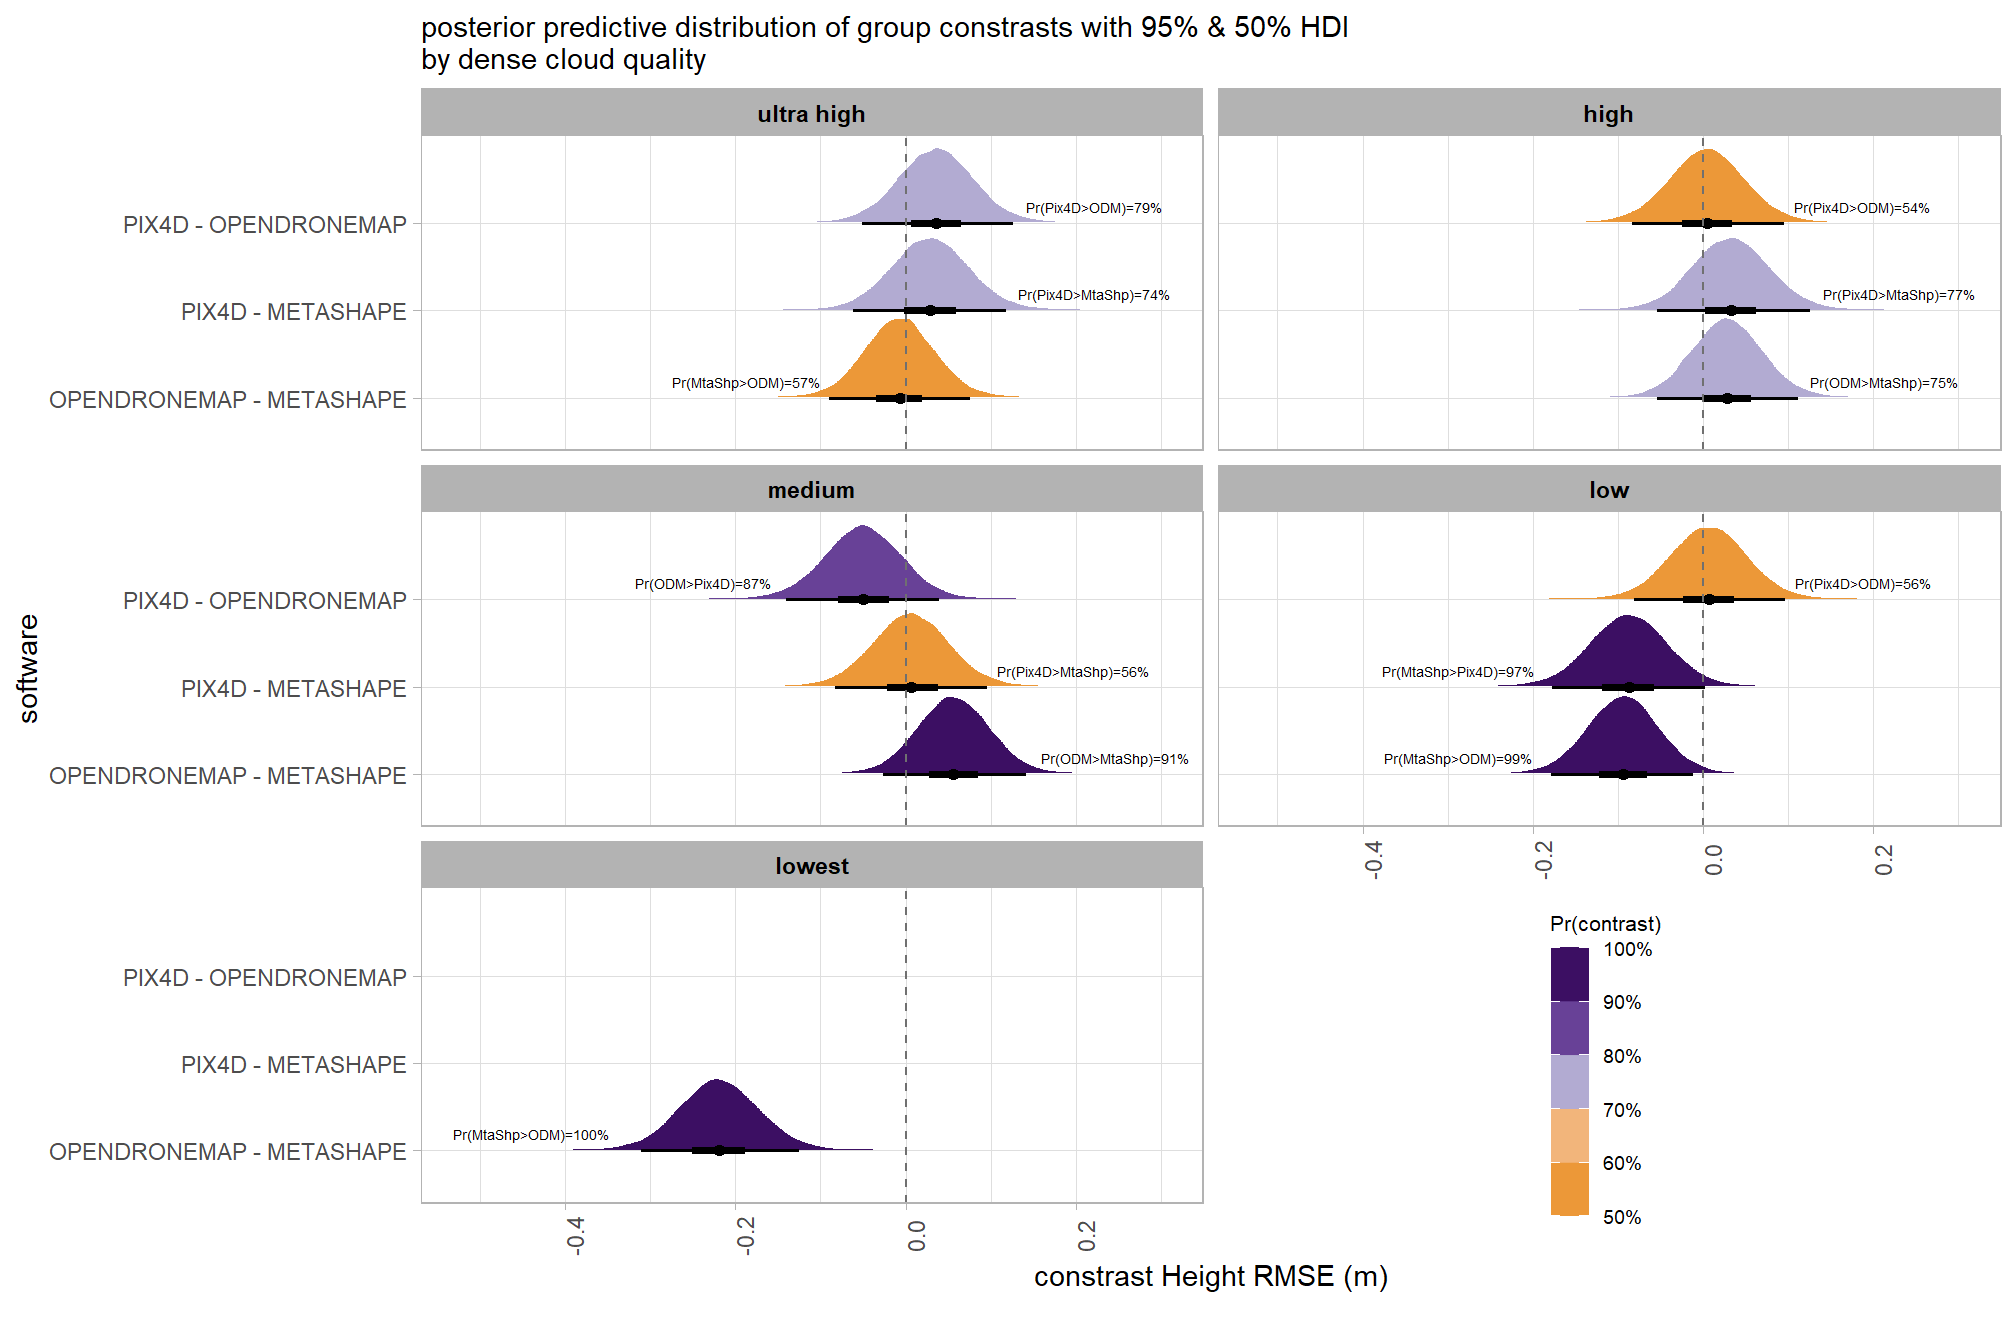 posterior predictive distribution of group constrasts with 95% & 50% HDI
by dense cloud quality
ultra high
high
PIX4D - OPENDRONEMAP
Pr(Pix4D>ODM)=79%
Pr(Pix4D>ODM)=54%
PIX4D - METASHAPE
Pr(Pix4D>MtaShp)=74%
Pr(Pix4D>MtaShp)=77%
OPENDRONEMAP - METASHAPE
Pr(MtaShp>ODM)=57%
Pr(ODM>MtaShp)=75%
medium
low
PIX4D - OPENDRONEMAP
Pr(ODM>Pix4D)=87%
Pr(Pix4D>ODM)=56%
PIX4D - METASHAPE
Pr(Pix4D>MtaShp)=56%
Pr(MtaShp>Pix4D)=97%
OPENDRONEMAP - METASHAPE
Pr(ODM>MtaShp)=91%
Pr(MtaShp>ODM)=99%
software
-0.4
-0.2
0.0
0.2
lowest
PIX4D - OPENDRONEMAP
PIX4D - METASHAPE
OPENDRONEMAP - METASHAPE
Pr(MtaShp>ODM)=100%
-0.4
-0.2
0.0
0.2
constrast Height RMSE (m)
Pr(contrast)
100%
90%
80%
70%
60%
50%